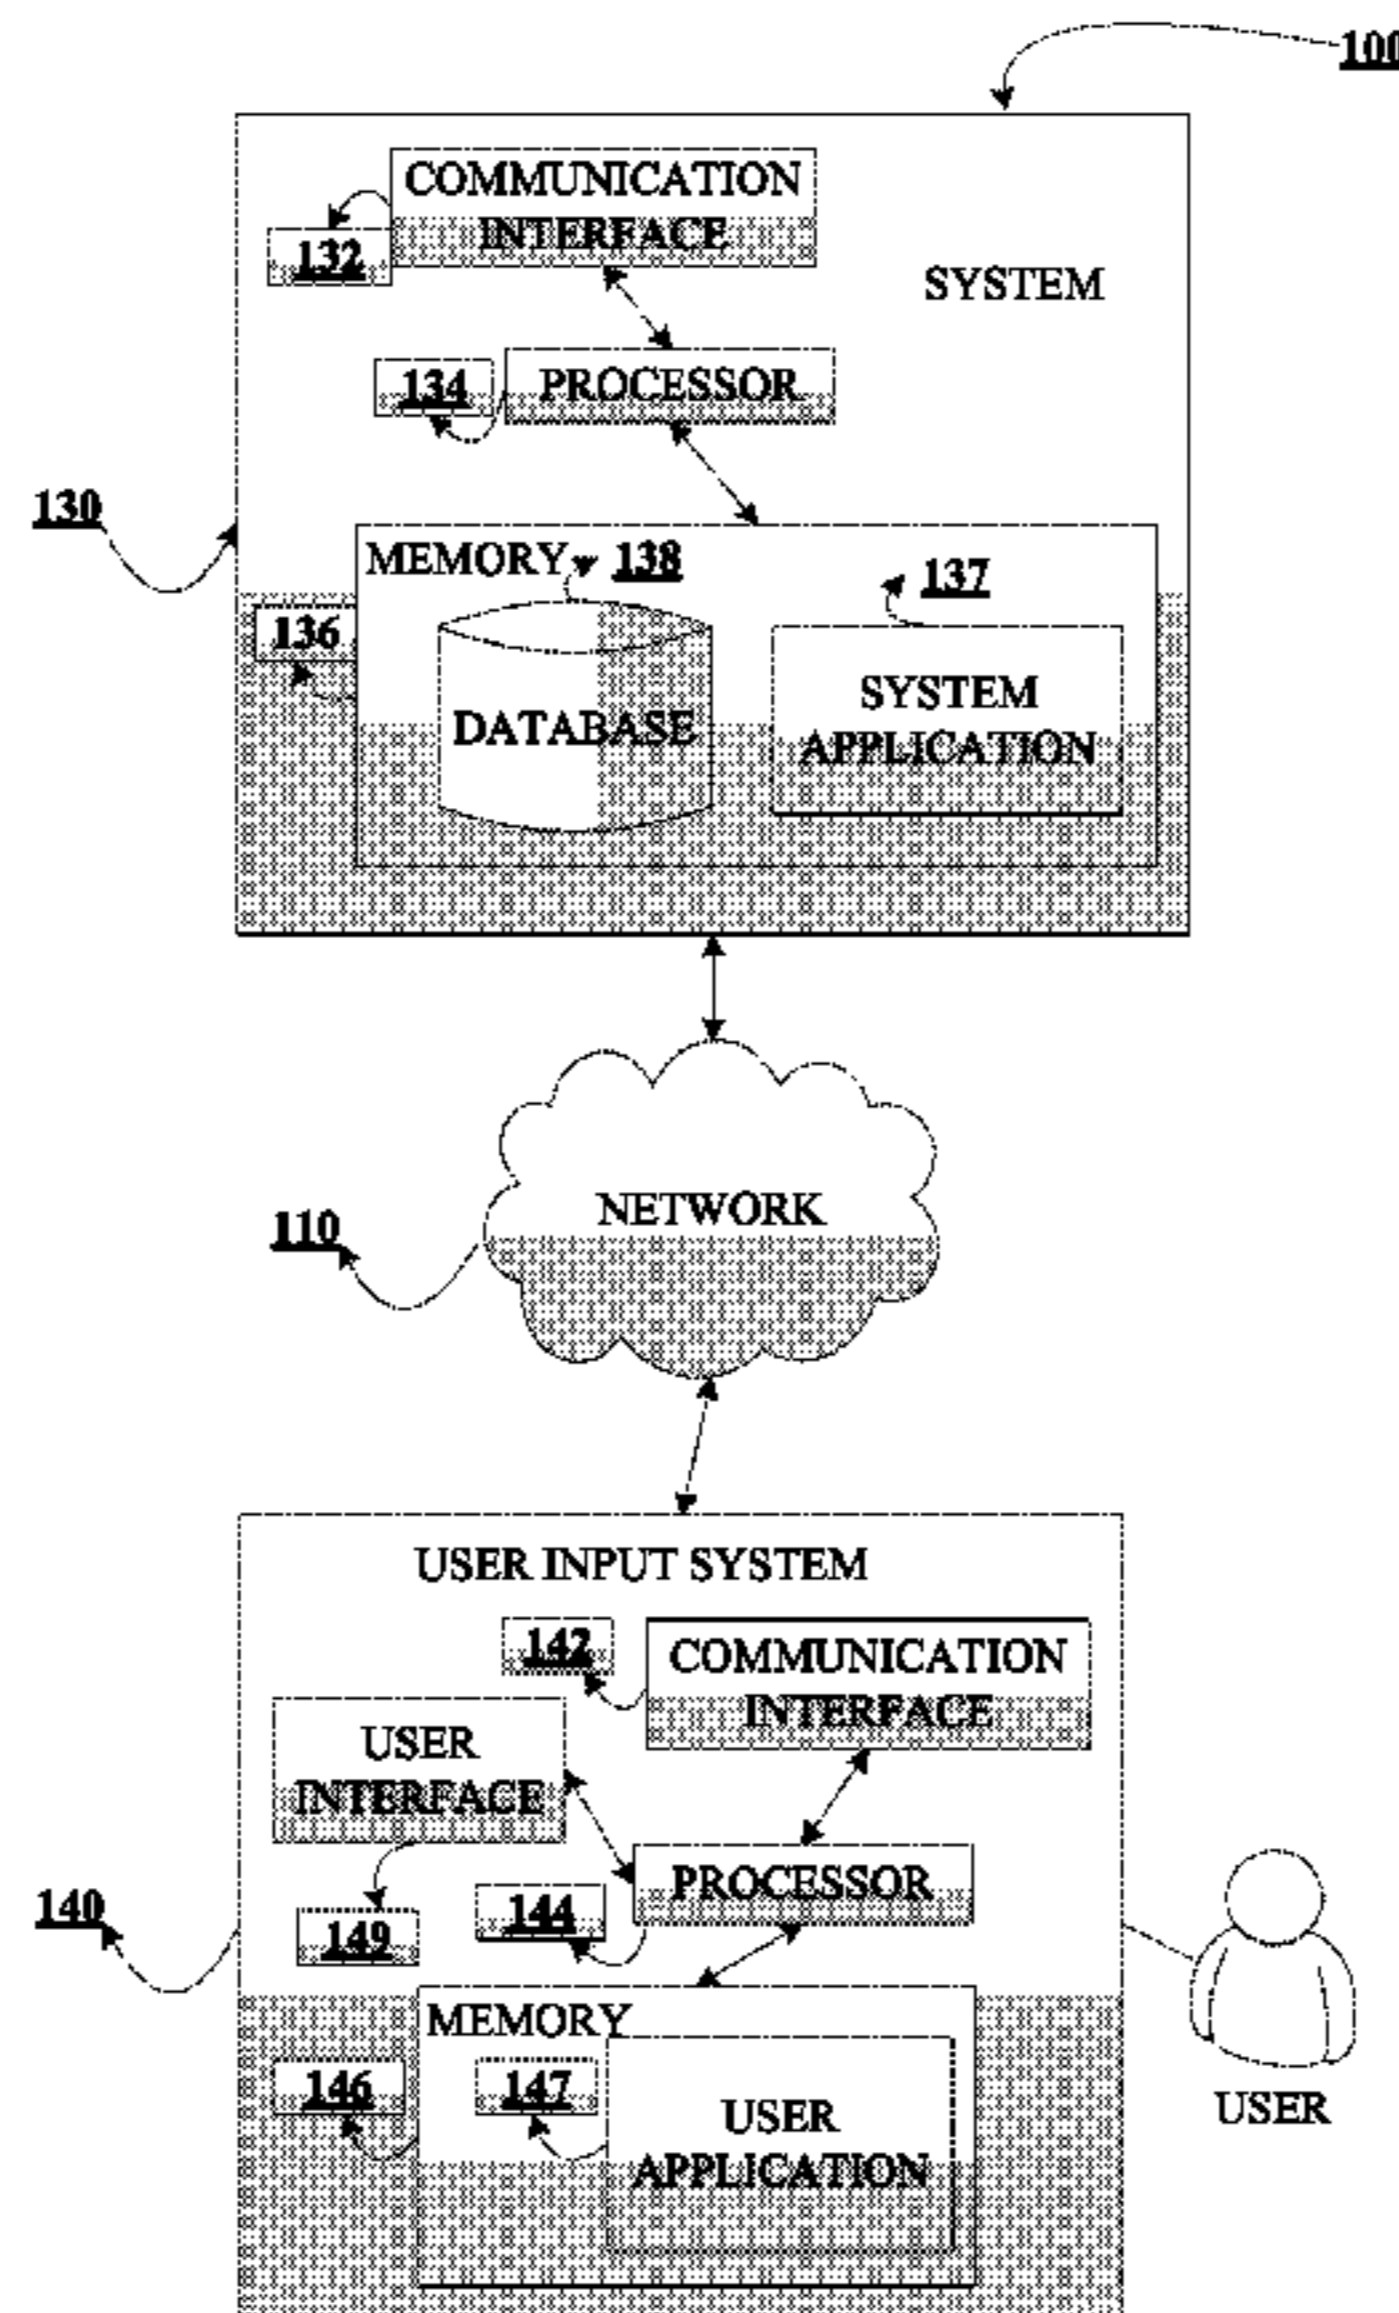 100
COMMUNICATION
INTERFACE
132
SYSTEM
134
PROCESSOR
130
MEMORY
138
137
136
DATABASE
SYSTEM
APPLICATION
NETWORK
110
USER INPUT SYSTEM
142
COMMUNICATION
INTERFACE
USER
INTERFACE
PROCESSOR
144
149
140
MEMORY
146
147
USER
APPLICATION
USER